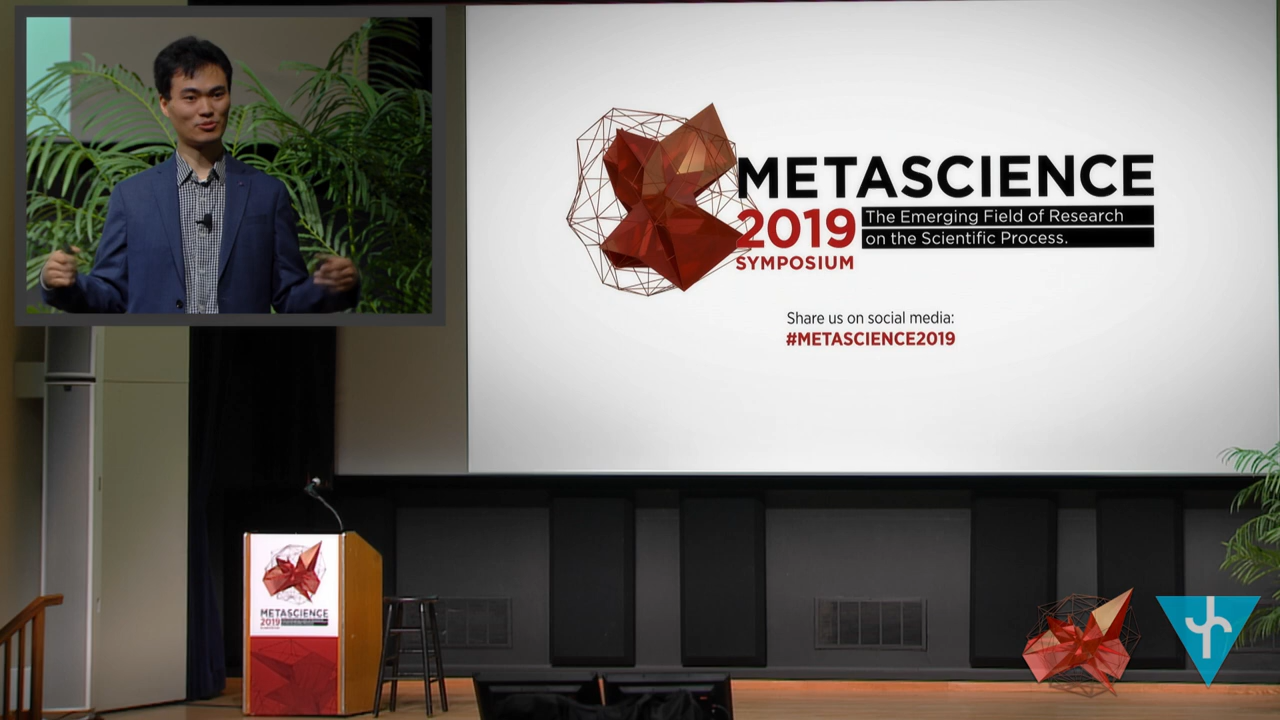 METASCIENCE
2019
The Emerging Field of Research
on the Scientific Process.
SYMPOSIUM
Share us on social media:
#METASCIENCE2019
METASCIENCE
2019
SYMPOSIUM